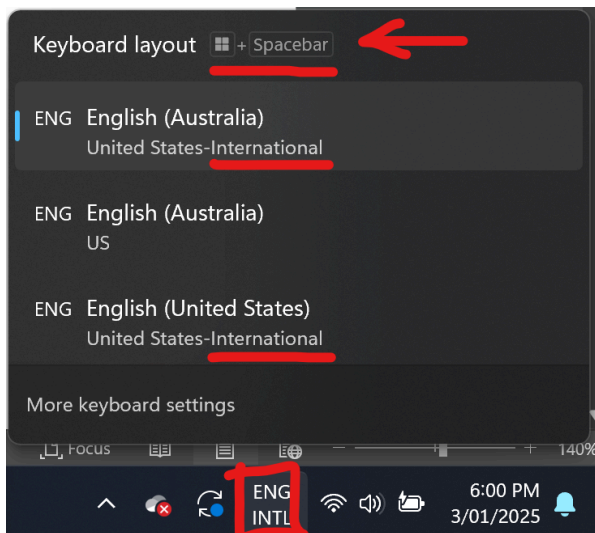 Keyboard layout + Spacebar
ENG English (Australia)
United States-International
ENG English (Australia)
US
ENG English (United States)
United States-International
More keyboard settings
Focus 140%
ENG 6:00 PM
INTL 3/01/2025